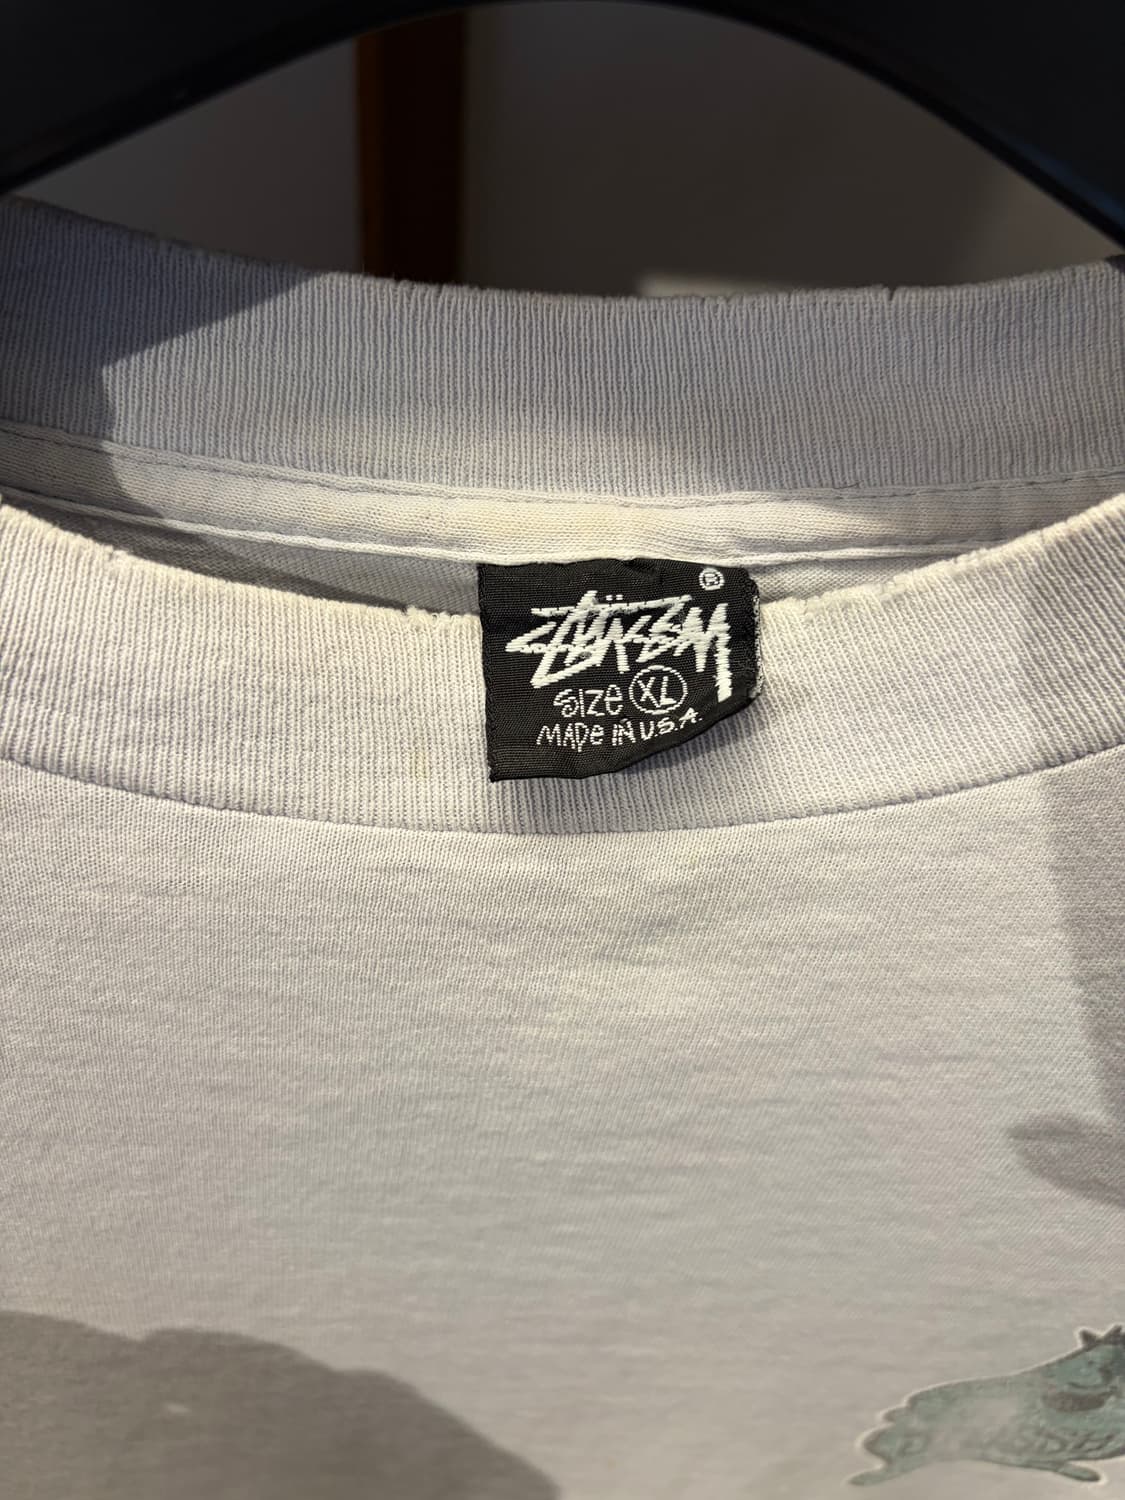 ®
STÜSSY
SIZe XL
MADe IN U.S.A.